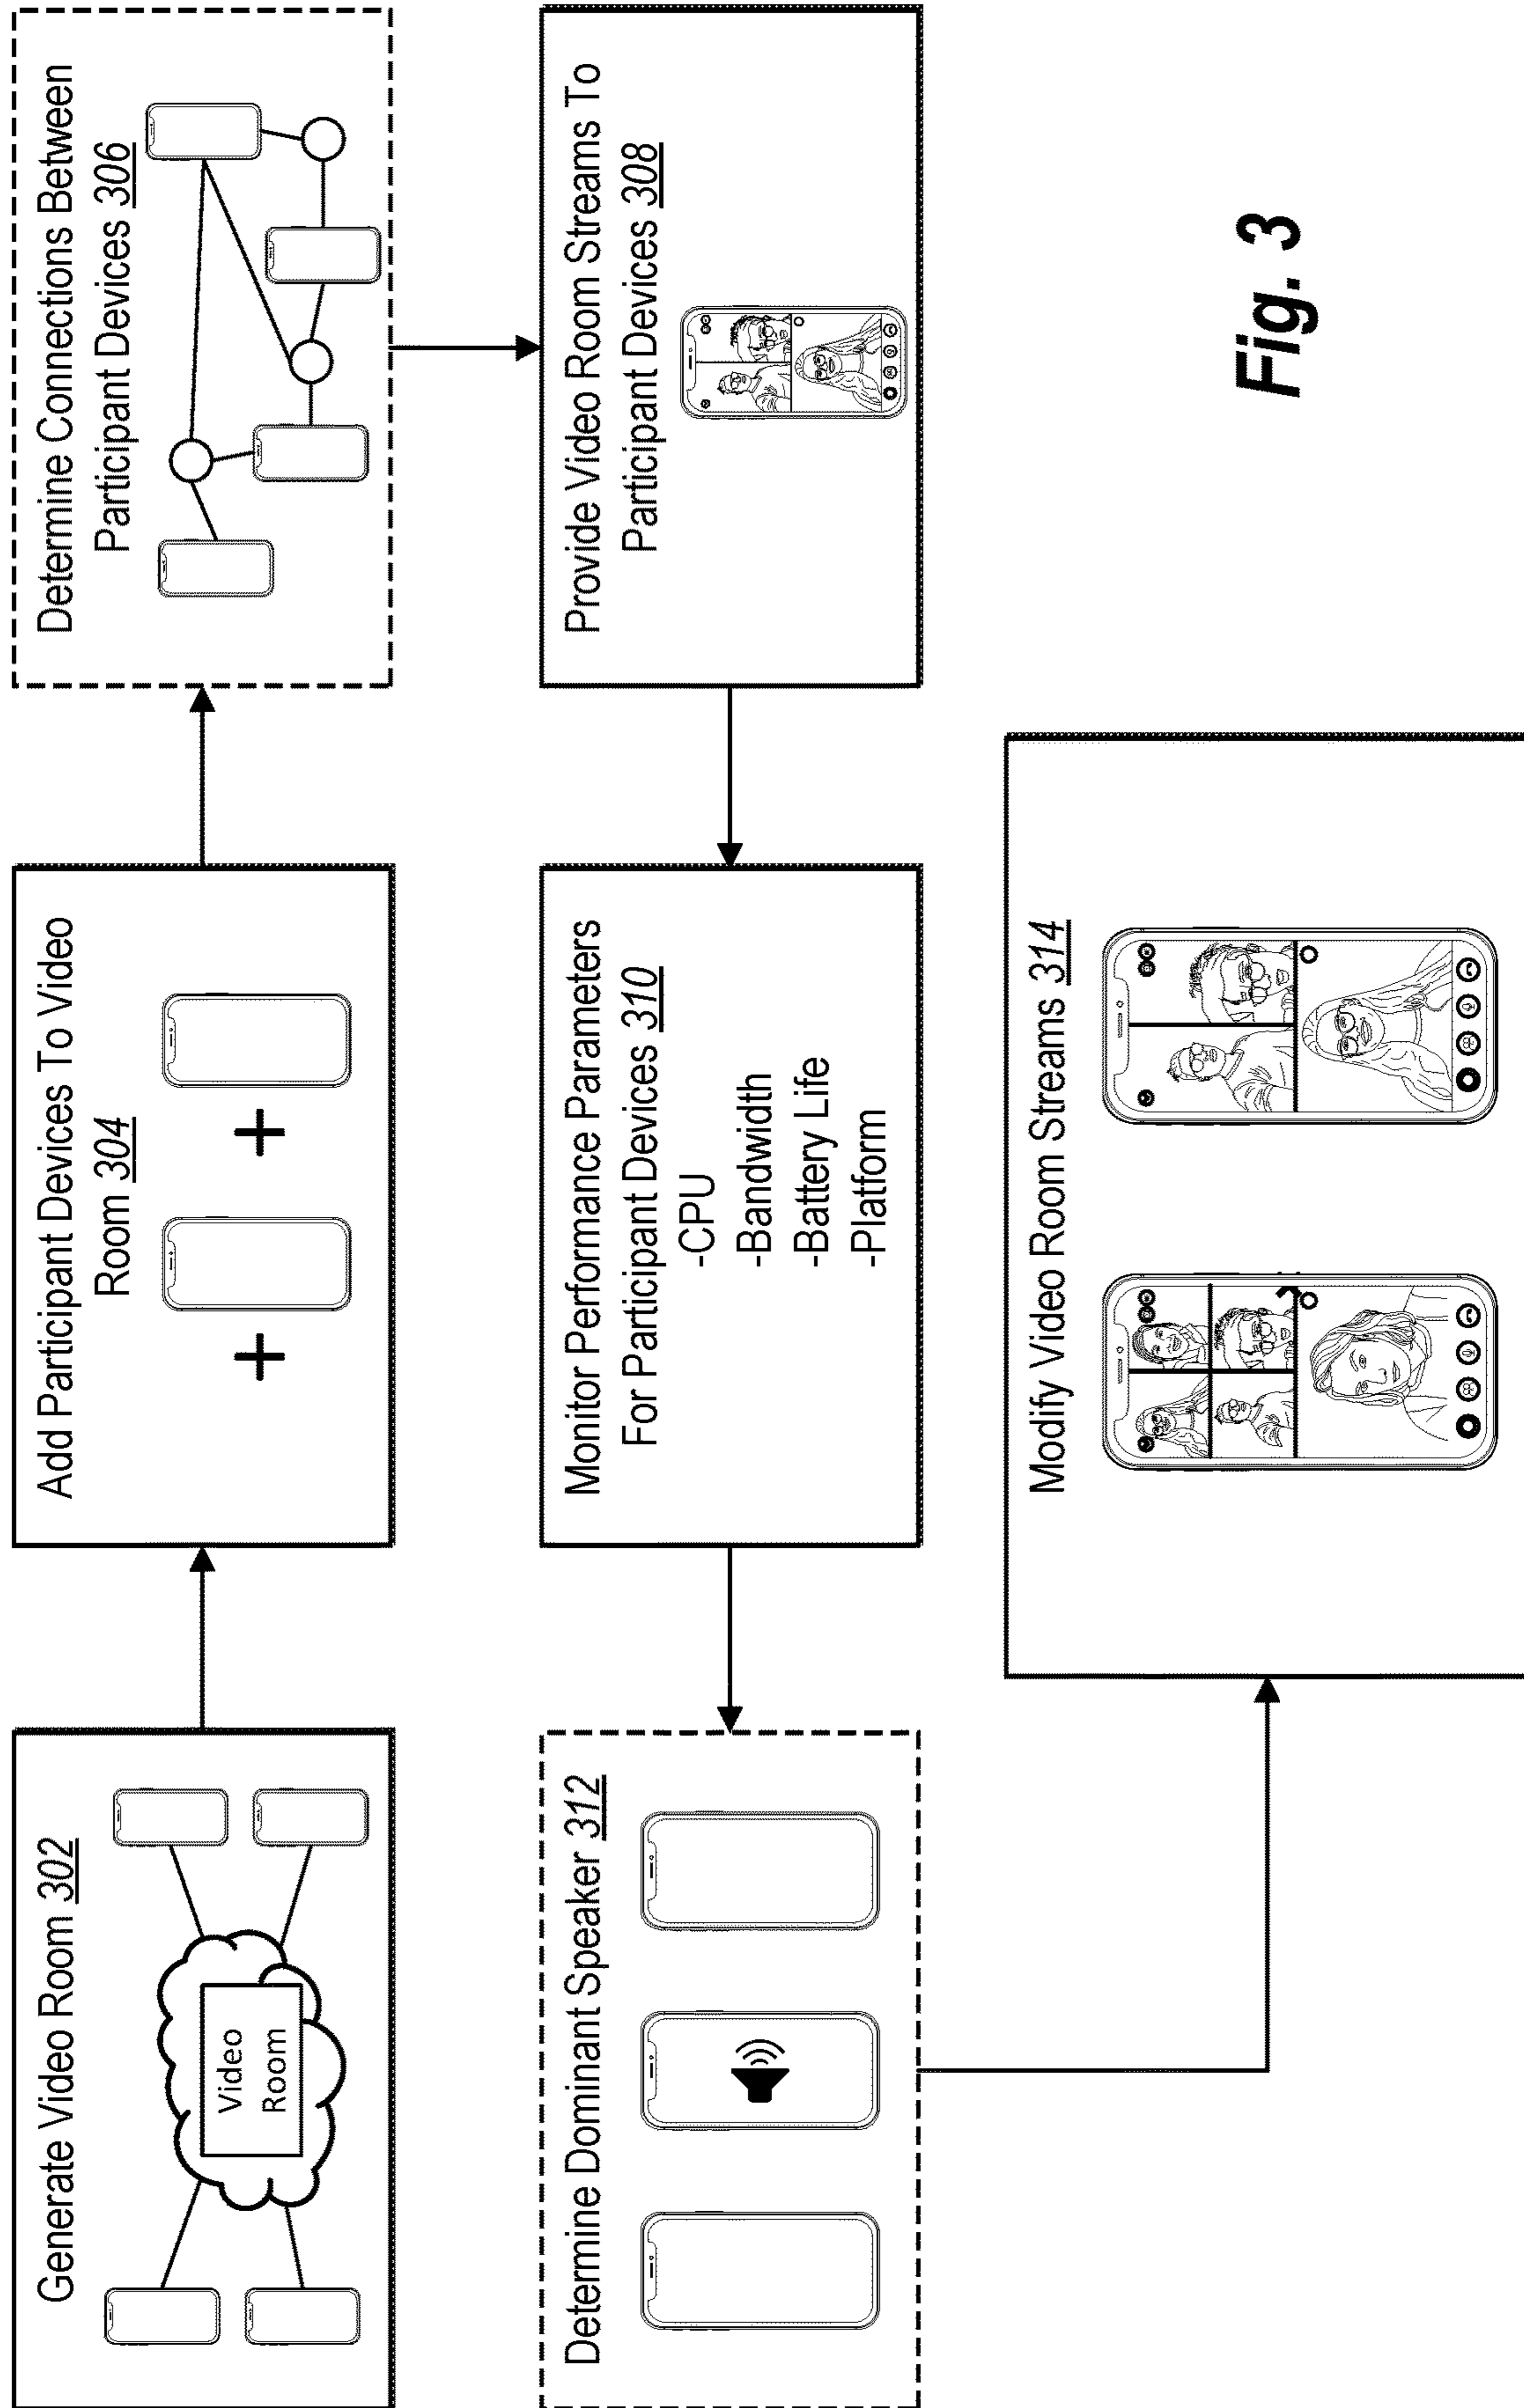 Generate Video Room 302
Video
Room
Add Participant Devices To Video
Room 304
Determine Connections Between
Participant Devices 306
Provide Video Room Streams To
Participant Devices 308
Monitor Performance Parameters
For Participant Devices 310
-CPU
-Bandwidth
-Battery Life
-Platform
Determine Dominant Speaker 312
Modify Video Room Streams 314
Fig. 3